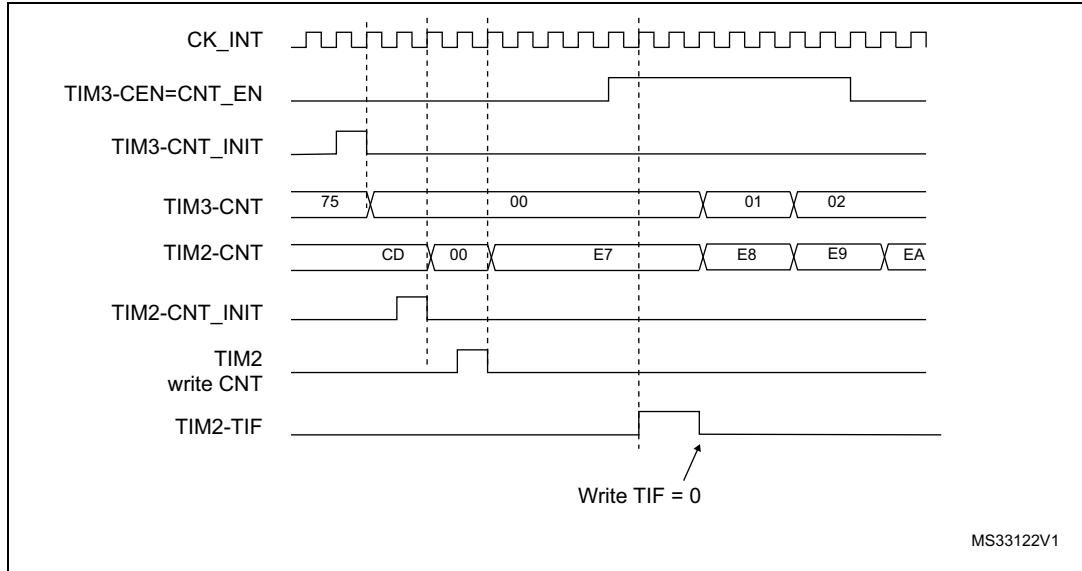 CK_INT
TIM3-CEN=CNT_EN
TIM3-CNT_INIT
TIM3-CNT 75 00 01 02
TIM2-CNT CD 00 E7 E8 E9 EA
TIM2-CNT_INIT
TIM2
write CNT
TIM2-TIF
Write TIF = 0
MS33122V1